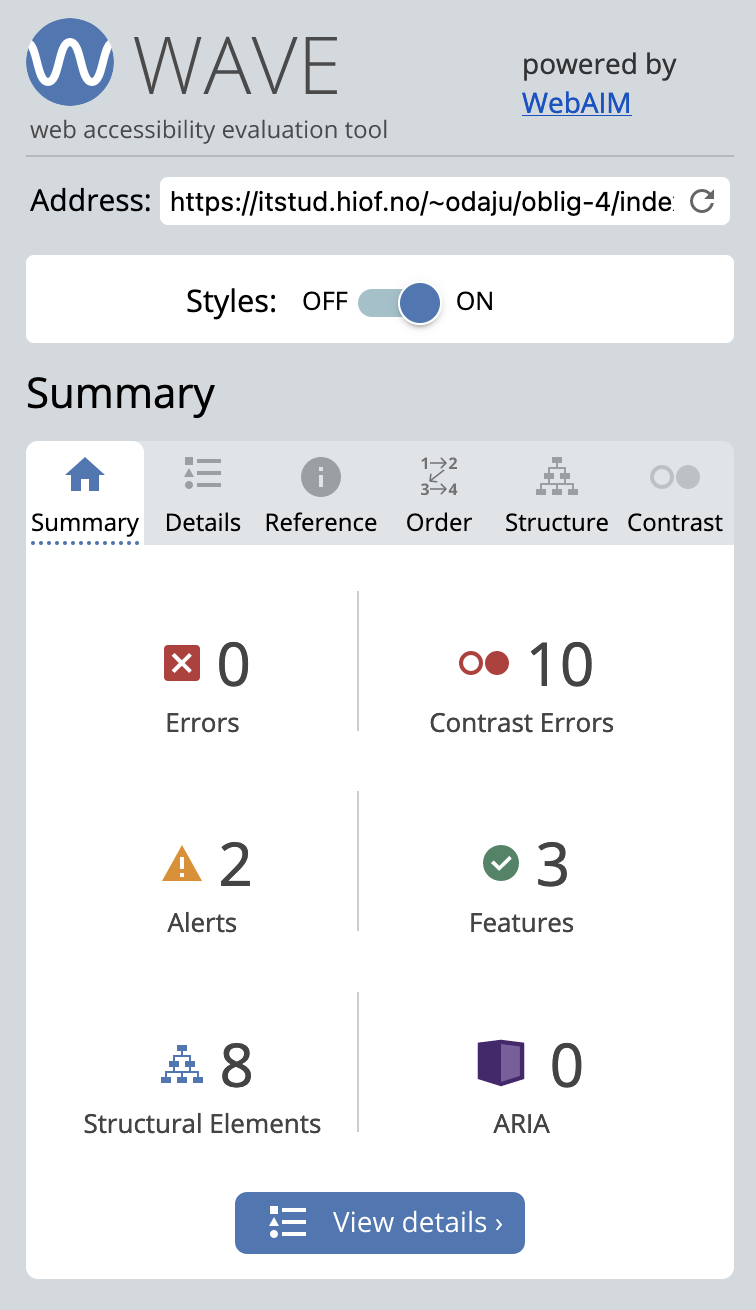 WAVE
powered by
WebAIM
web accessibility evaluation tool
Address: https://itstud.hiof.no/~odaju/oblig-4/inde
Styles: OFF ON
Summary
1 2
3 4
Summary Details Reference Order Structure Contrast
0 10
Errors Contrast Errors
2 3
Alerts Features
8 0
Structural Elements ARIA
View details ›